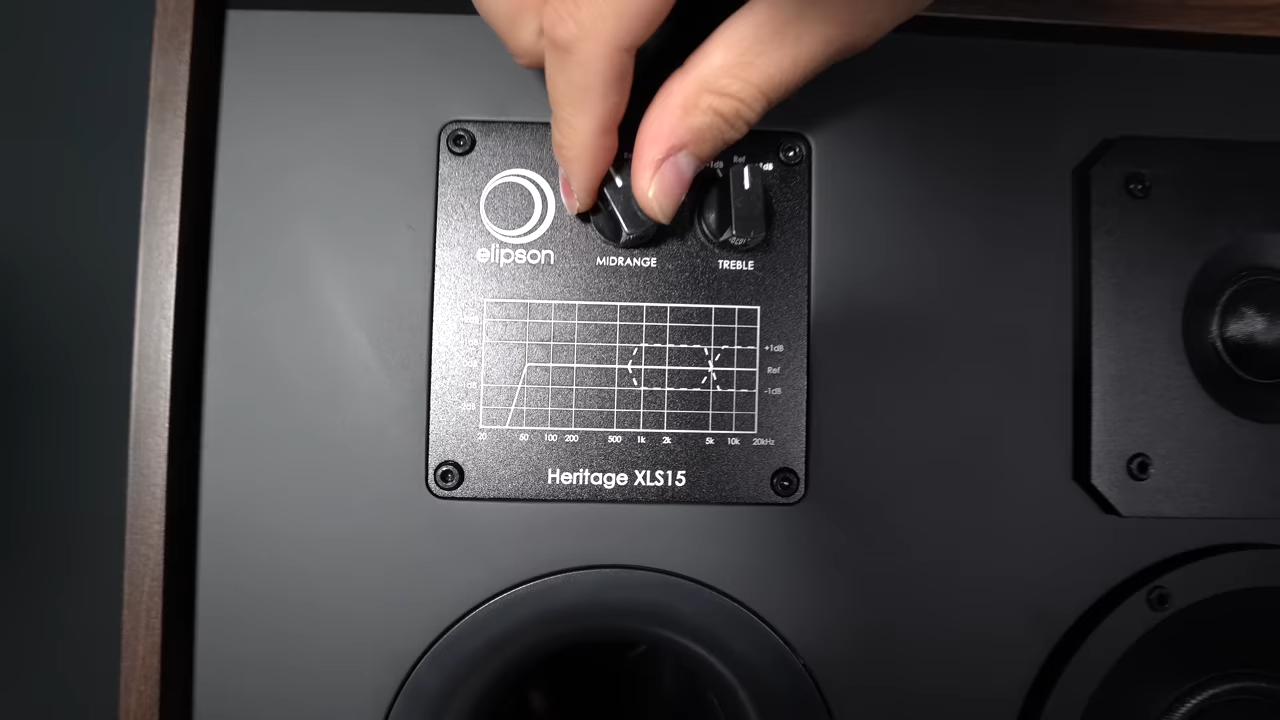 -1dB Ref +1dB
elipson
MIDRANGE
TREBLE
+1dB
Ref
-1dB
20 50 100 200 500 1k 2k 5k 10k 20kHz
Heritage XLS15